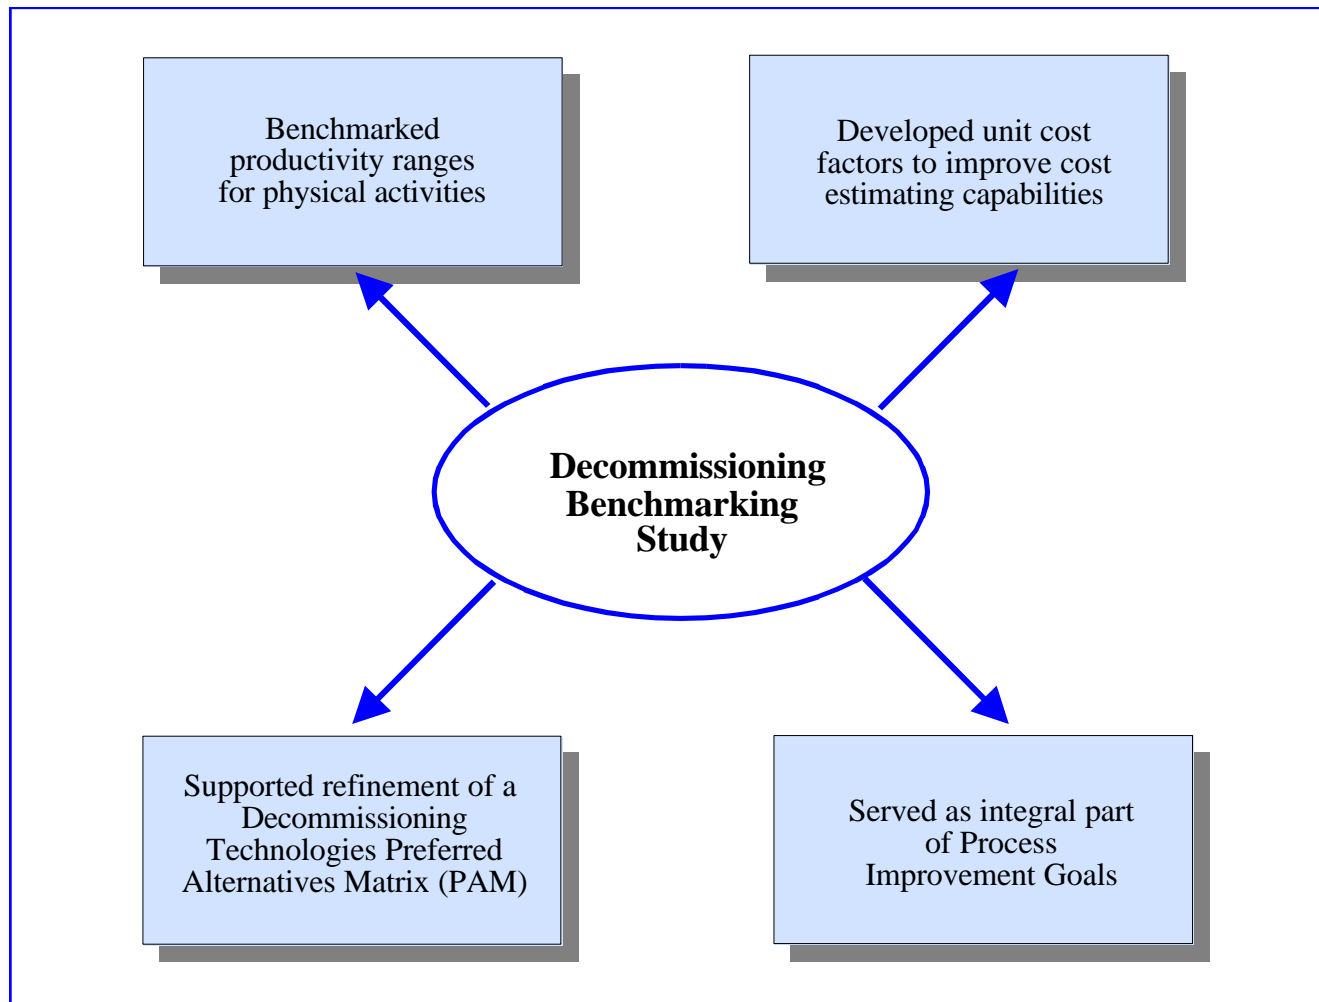 Benchmarked
productivity ranges
for physical activities
Developed unit cost
factors to improve cost
estimating capabilities
Decommissioning
Benchmarking
Study
Supported refinement of a
Decommissioning
Technologies Preferred
Alternatives Matrix (PAM)
Served as integral part
of Process
Improvement Goals